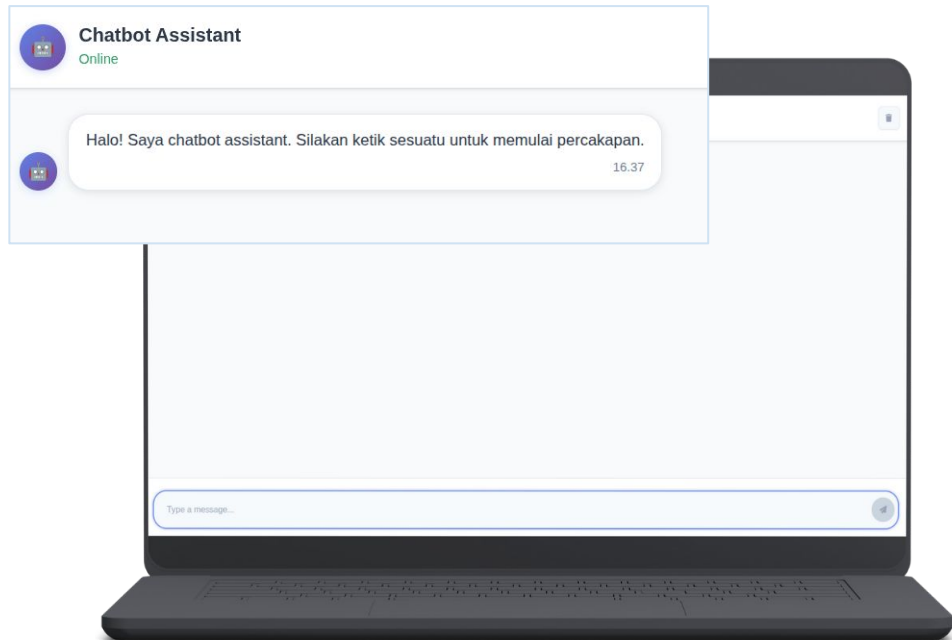 Chatbot Assistant
Online
Halo! Saya chatbot assistant. Silakan ketik sesuatu untuk memulai percakapan.
16.37
Type a message...